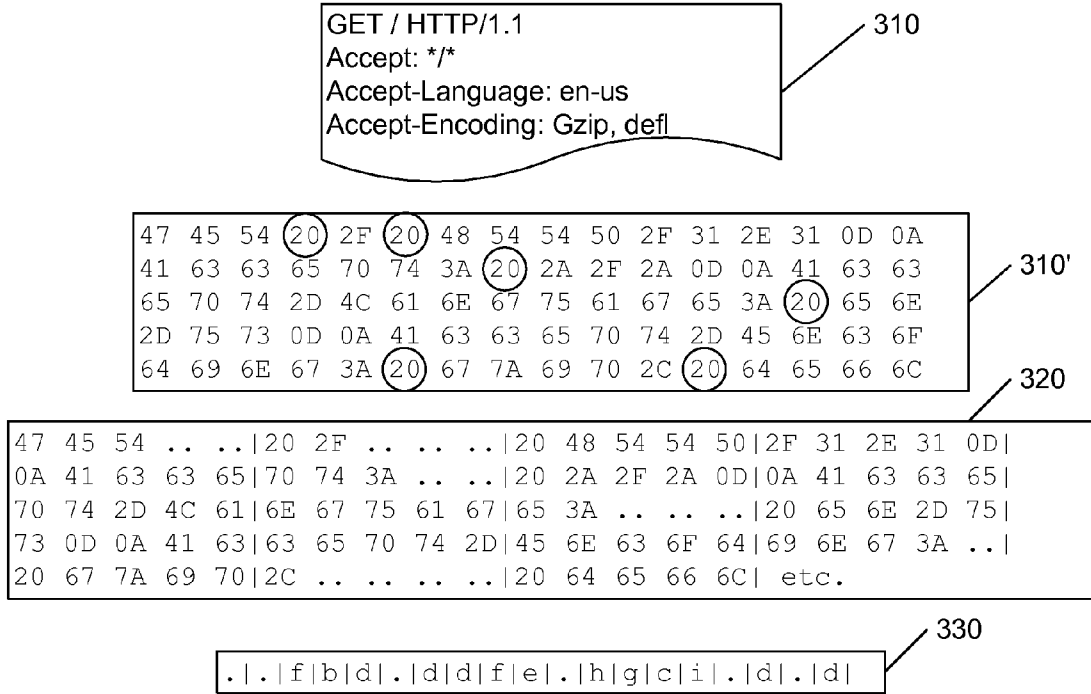 GET / HTTP/1.1
Accept: */*
Accept-Language: en-us
Accept-Encoding: Gzip, defl
310
47 45 54 20 2F 20 48 54 54 50 2F 31 2E 31 0D 0A
41 63 63 65 70 74 3A 20 2A 2F 2A 0D 0A 41 63 63
65 70 74 2D 4C 61 6E 67 75 61 67 65 3A 20 65 6E
2D 75 73 0D 0A 41 63 63 65 70 74 2D 45 6E 63 6F
64 69 6E 67 3A 20 67 7A 69 70 2C 20 64 65 66 6C
310'
320
47 45 54 .. ..|20 2F .. .. ..|20 48 54 54 50|2F 31 2E 31 0D|
0A 41 63 63 65|70 74 3A .. ..|20 2A 2F 2A 0D|0A 41 63 63 65|
70 74 2D 4C 61|6E 67 75 61 67|65 3A .. .. ..|20 65 6E 2D 75|
73 0D 0A 41 63|63 65 70 74 2D|45 6E 63 6F 64|69 6E 67 3A ..|
20 67 7A 69 70|2C .. .. .. ..|20 64 65 66 6C| etc.
330
.|.|f|b|d|.|d|d|f|e|.|h|g|c|i|.|d|.|d|